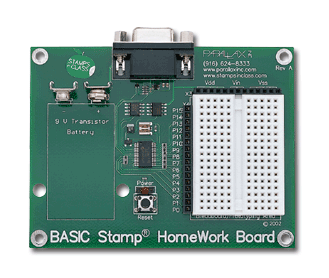 STAMPS
CLASS
PARALLAX
(916) 624-8333
www.parallaxinc.com
www.stampsinclass.com
Rev A
Vdd Vin Vss
X3
9 V Transistor
Battery
P15
P14
P13
P12
P11
P10
P9
P8
P7
P6
P5
P4
P3
P2
P1
P0
Power
Reset
© 2002
BASIC Stamp® HomeWork Board